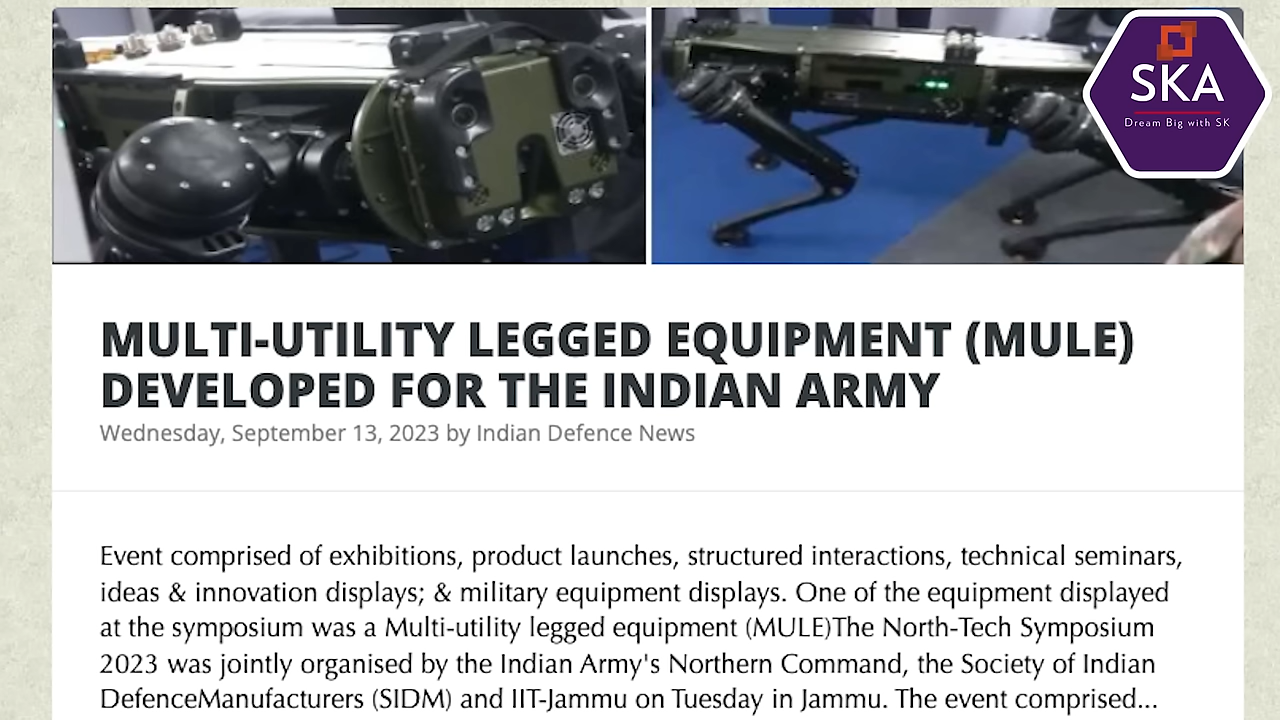 SKA
Dream Big with SK
MULTI-UTILITY LEGGED EQUIPMENT (MULE)
DEVELOPED FOR THE INDIAN ARMY
Wednesday, September 13, 2023 by Indian Defence News
Event comprised of exhibitions, product launches, structured interactions, technical seminars,
ideas & innovation displays; & military equipment displays. One of the equipment displayed
at the symposium was a Multi-utility legged equipment (MULE)The North-Tech Symposium
2023 was jointly organised by the Indian Army's Northern Command, the Society of Indian
DefenceManufacturers (SIDM) and IIT-Jammu on Tuesday in Jammu. The event comprised...